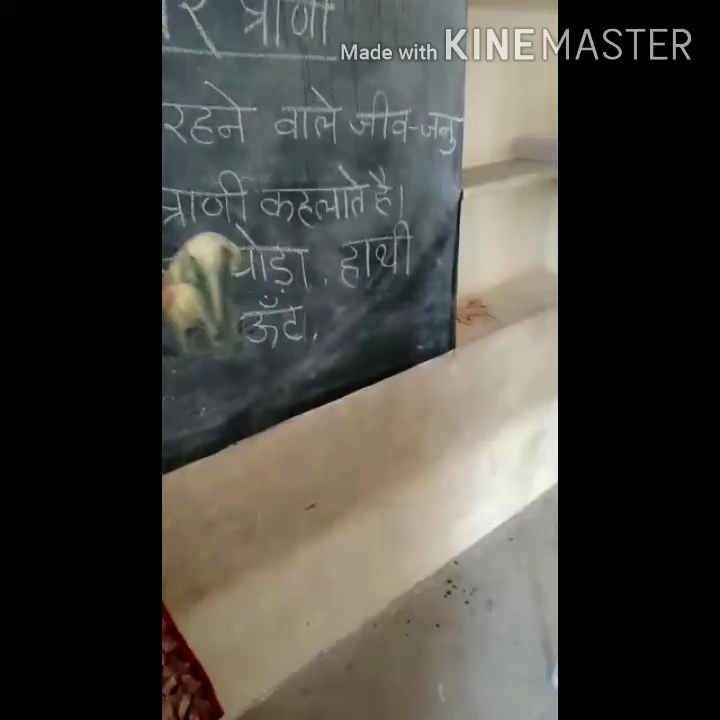 Made with KINEMASTER
र प्राणी
रहने वाले जीव-जन्तु
प्राणी कहलाते है।
घोड़ा, हाथी
ऊँट,